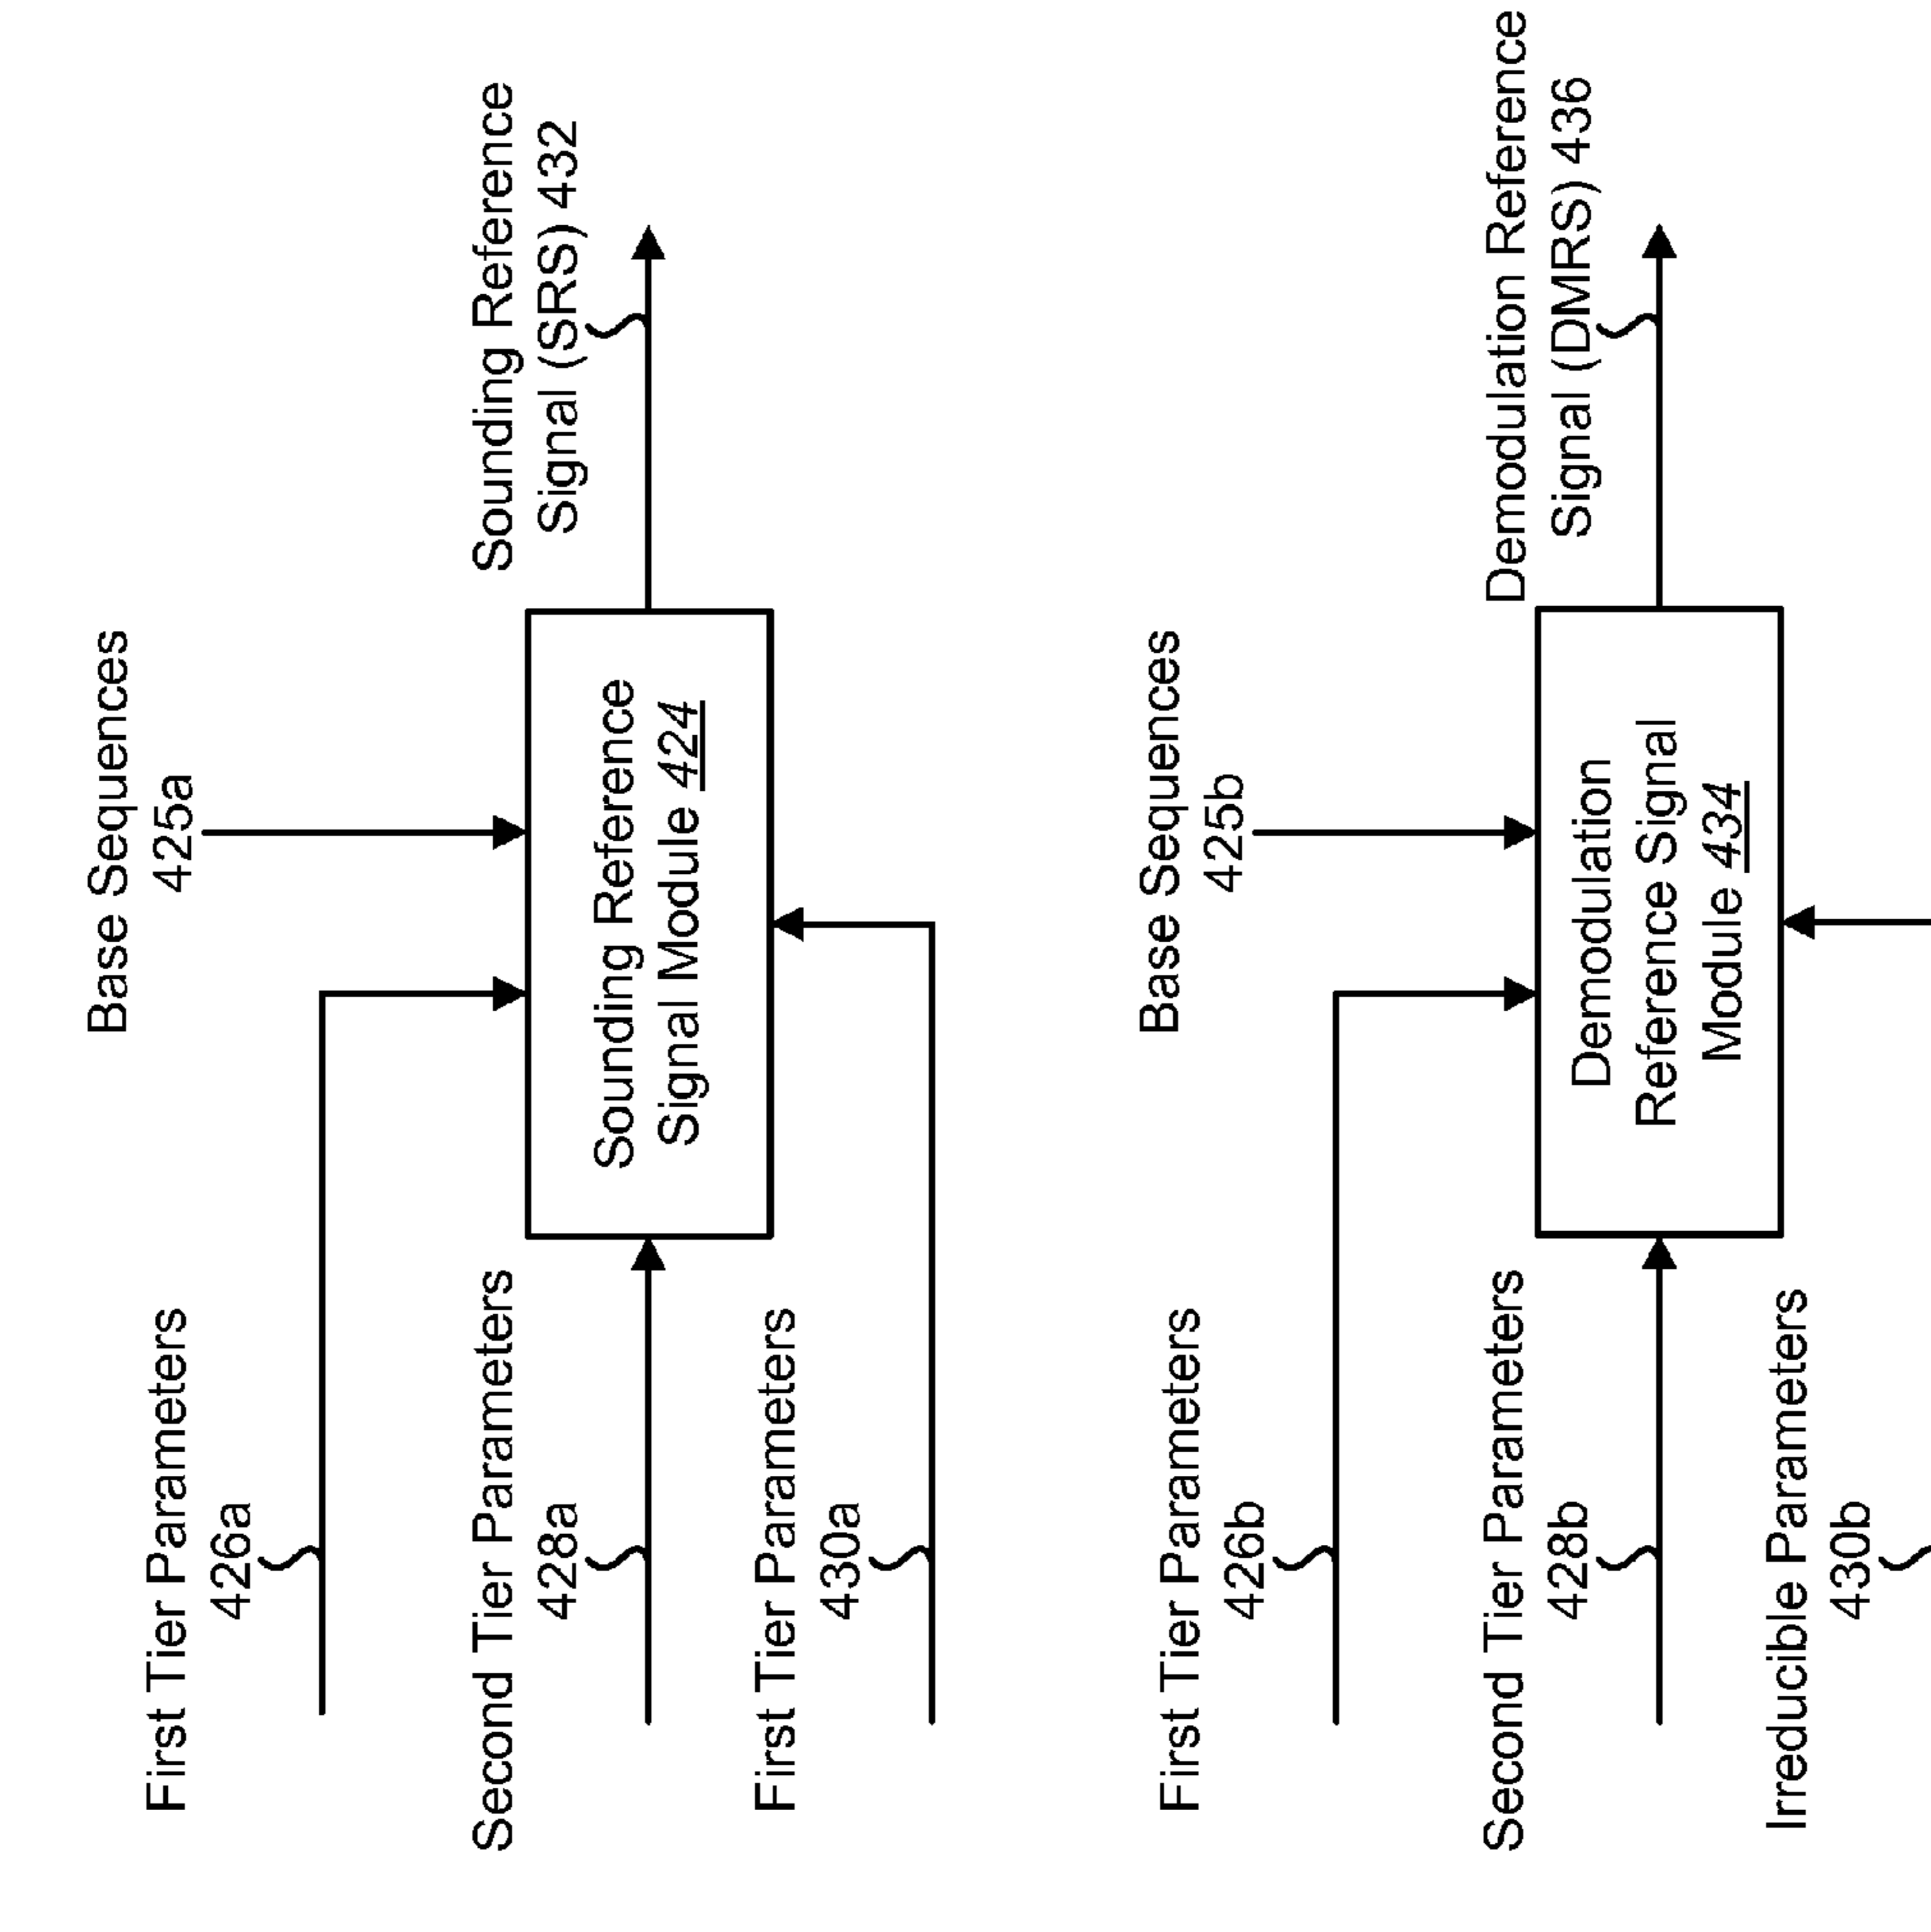 Base Sequences
425a
First Tier Parameters
426a
Sounding Reference
Signal (SRS) 432
Second Tier Parameters
428a
Sounding Reference
Signal Module 424
First Tier Parameters
430a
Base Sequences
425b
First Tier Parameters
426b
Demodulation Reference
Signal (DMRS) 436
Second Tier Parameters
428b
Demodulation
Reference Signal
Module 434
Irreducible Parameters
430b